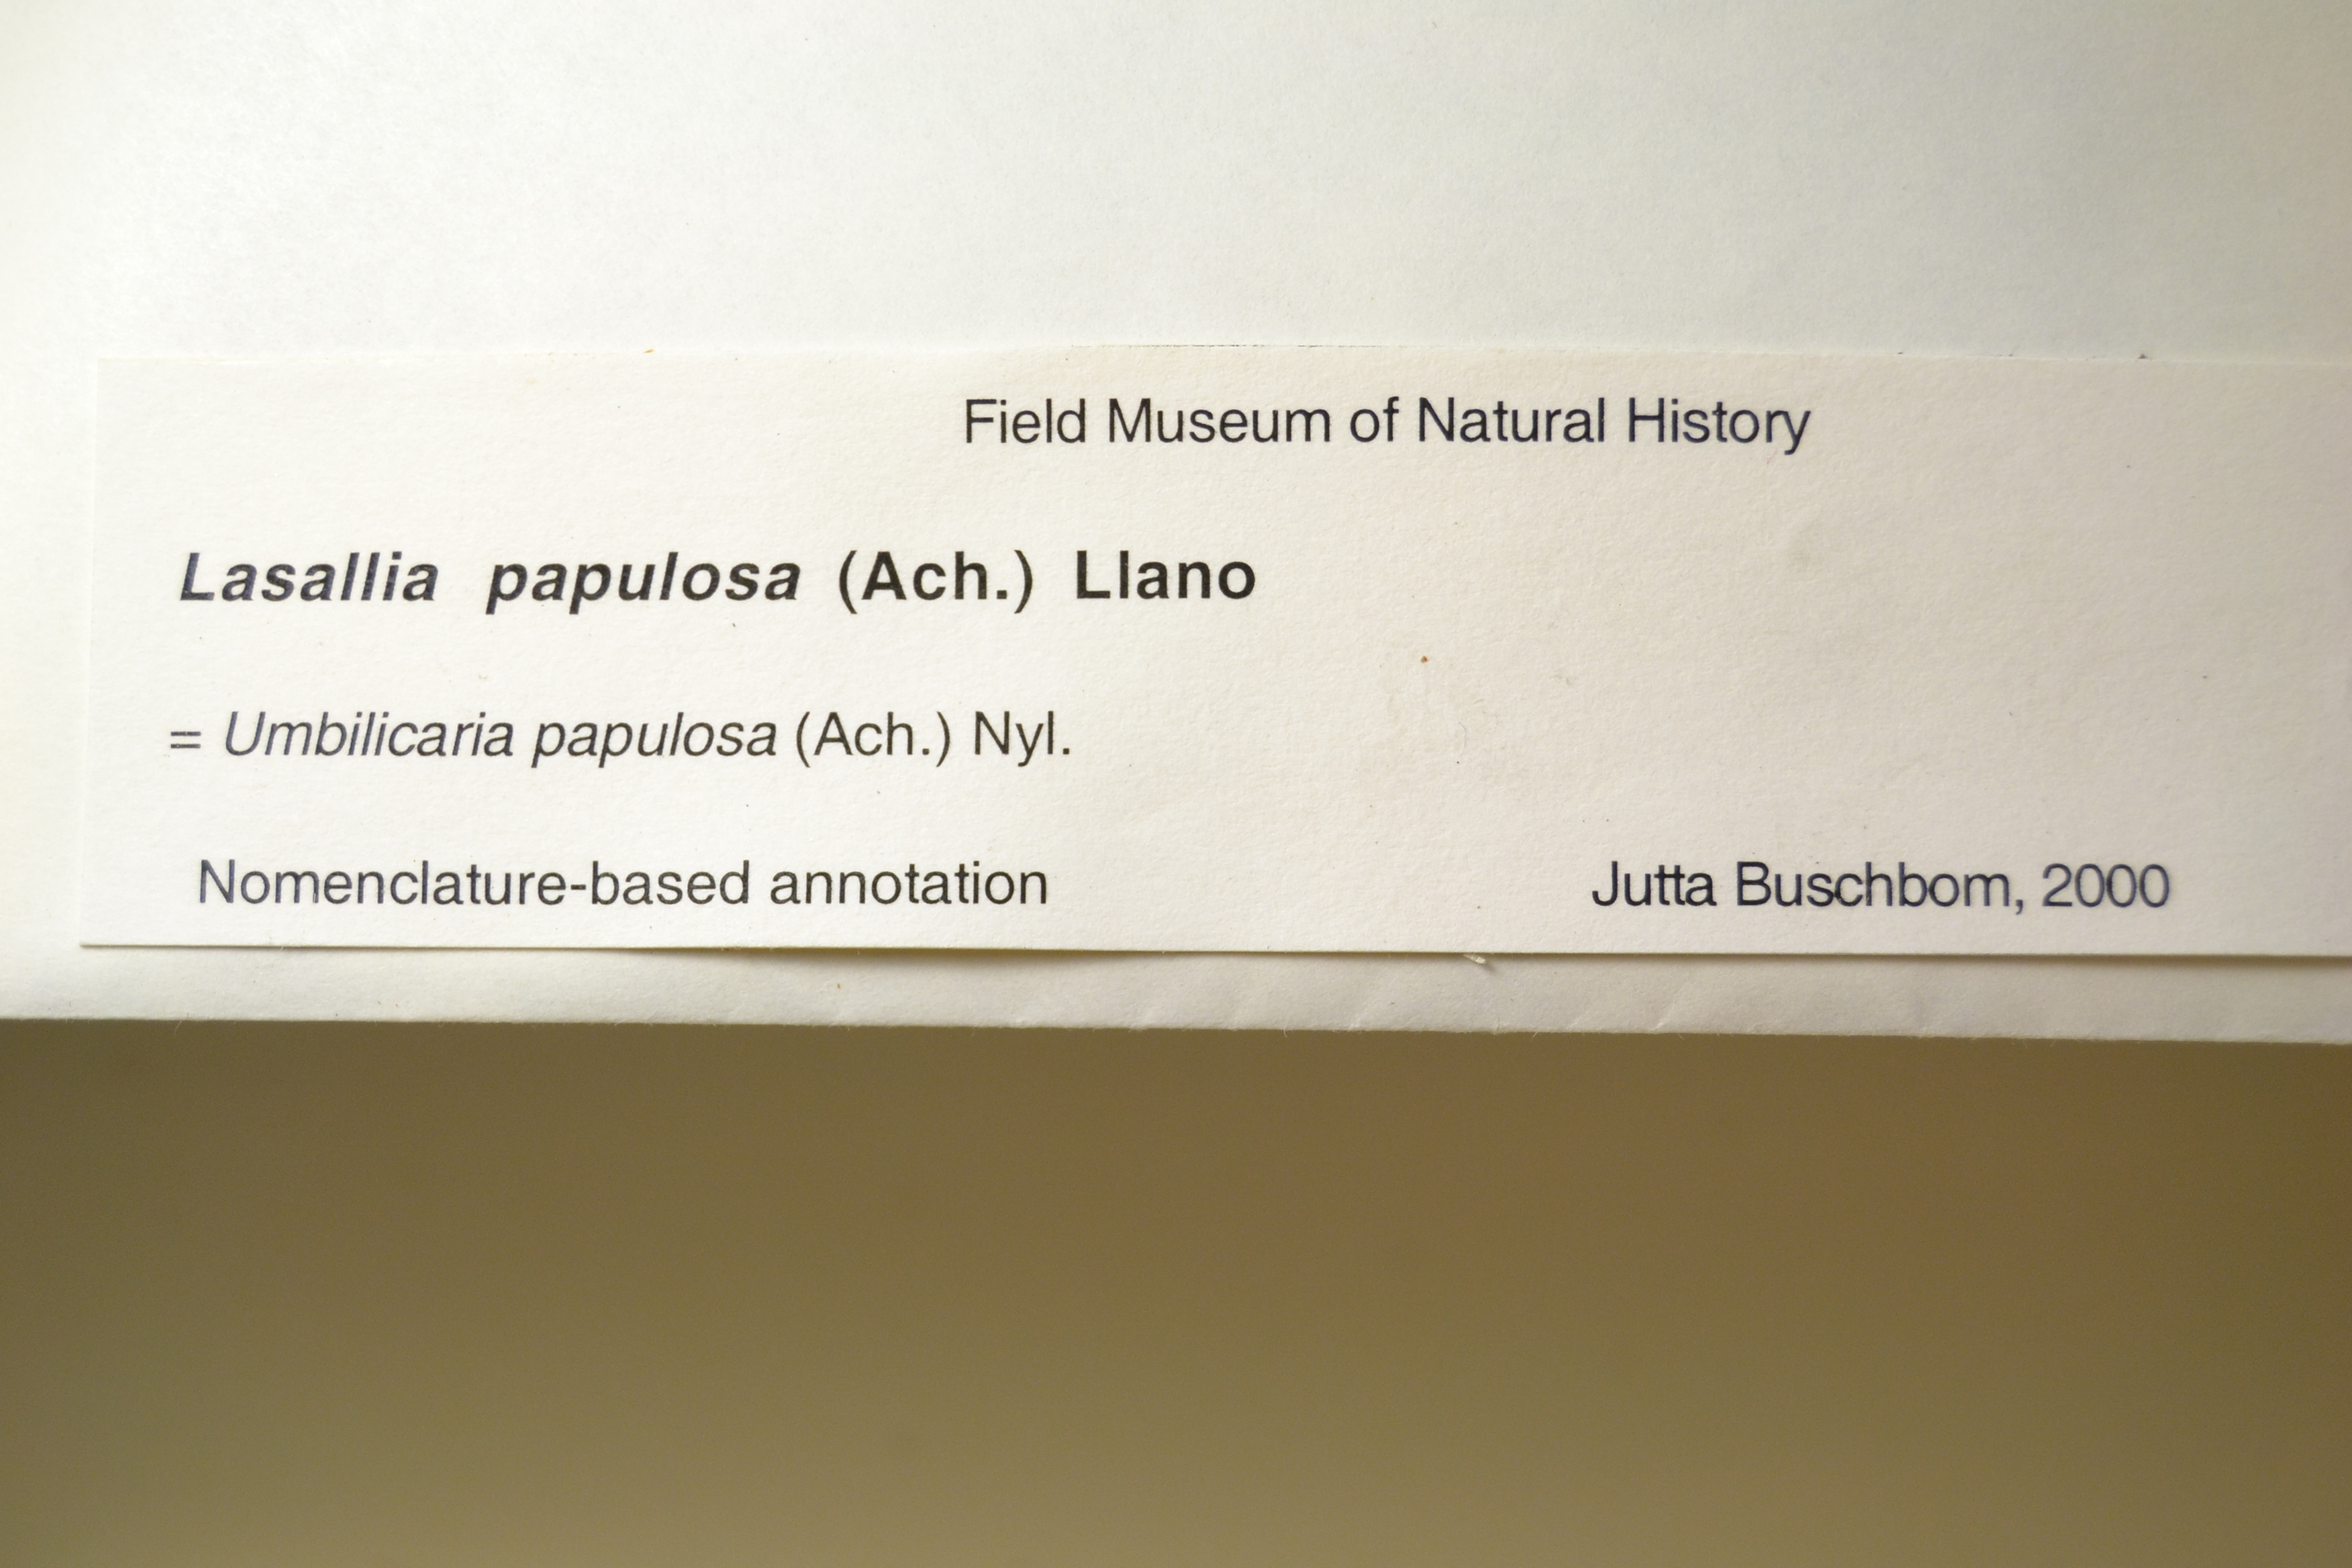 Field Museum of Natural History
Lasallia papulosa (Ach.) Llano
= Umbilicaria papulosa (Ach.) Nyl.
Nomenclature-based annotation
Jutta Buschbom, 2000